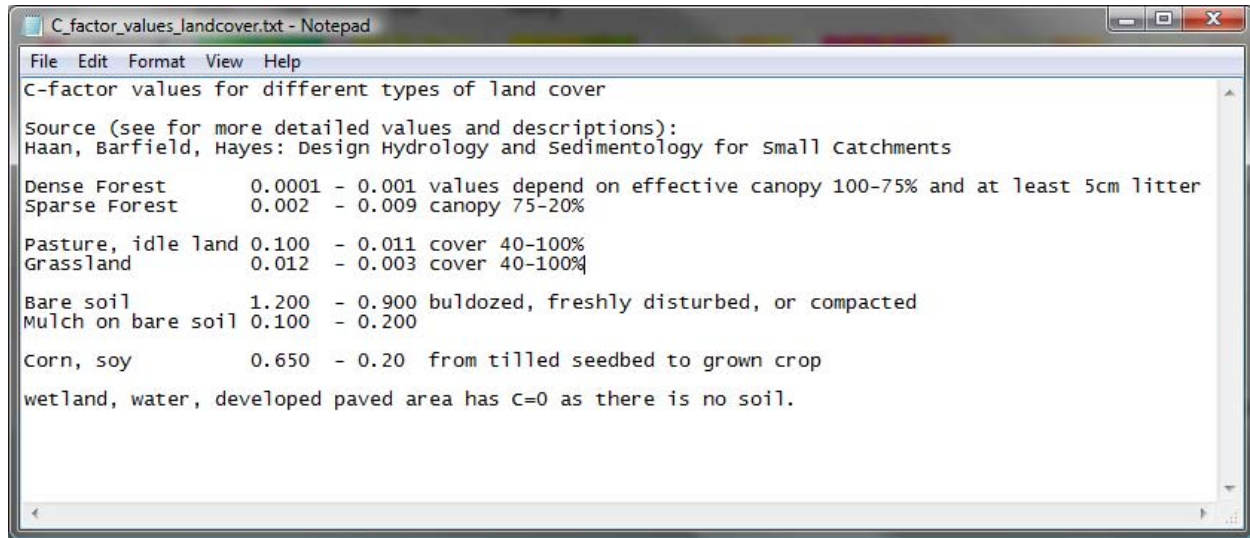 C_factor_values_landcover.txt - Notepad
File Edit Format View Help
C-factor values for different types of land cover
Source (see for more detailed values and descriptions):
Haan, Barfield, Hayes: Design Hydrology and Sedimentology for Small Catchments
Dense Forest 0.0001 - 0.001 values depend on effective canopy 100-75% and at least 5cm litter
Sparse Forest 0.002 - 0.009 canopy 75-20%
Pasture, idle land 0.100 - 0.011 cover 40-100%
Grassland 0.012 - 0.003 cover 40-100%
Bare soil 1.200 - 0.900 buldozed, freshly disturbed, or compacted
Mulch on bare soil 0.100 - 0.200
Corn, soy 0.650 - 0.20 from tilled seedbed to grown crop
wetland, water, developed paved area has C=0 as there is no soil.